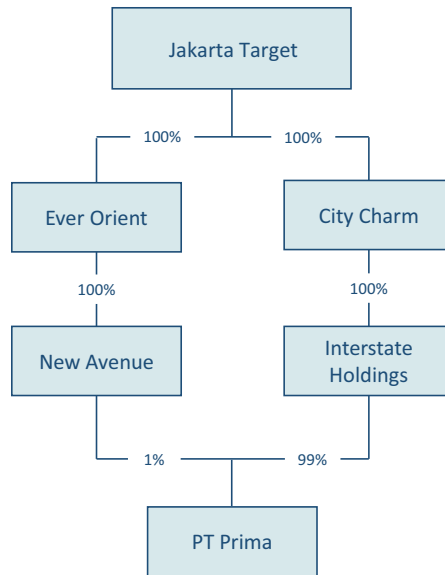 Jakarta Target
100%
100%
Ever Orient
City Charm
100%
100%
New Avenue
Interstate
Holdings
1%
99%
PT Prima